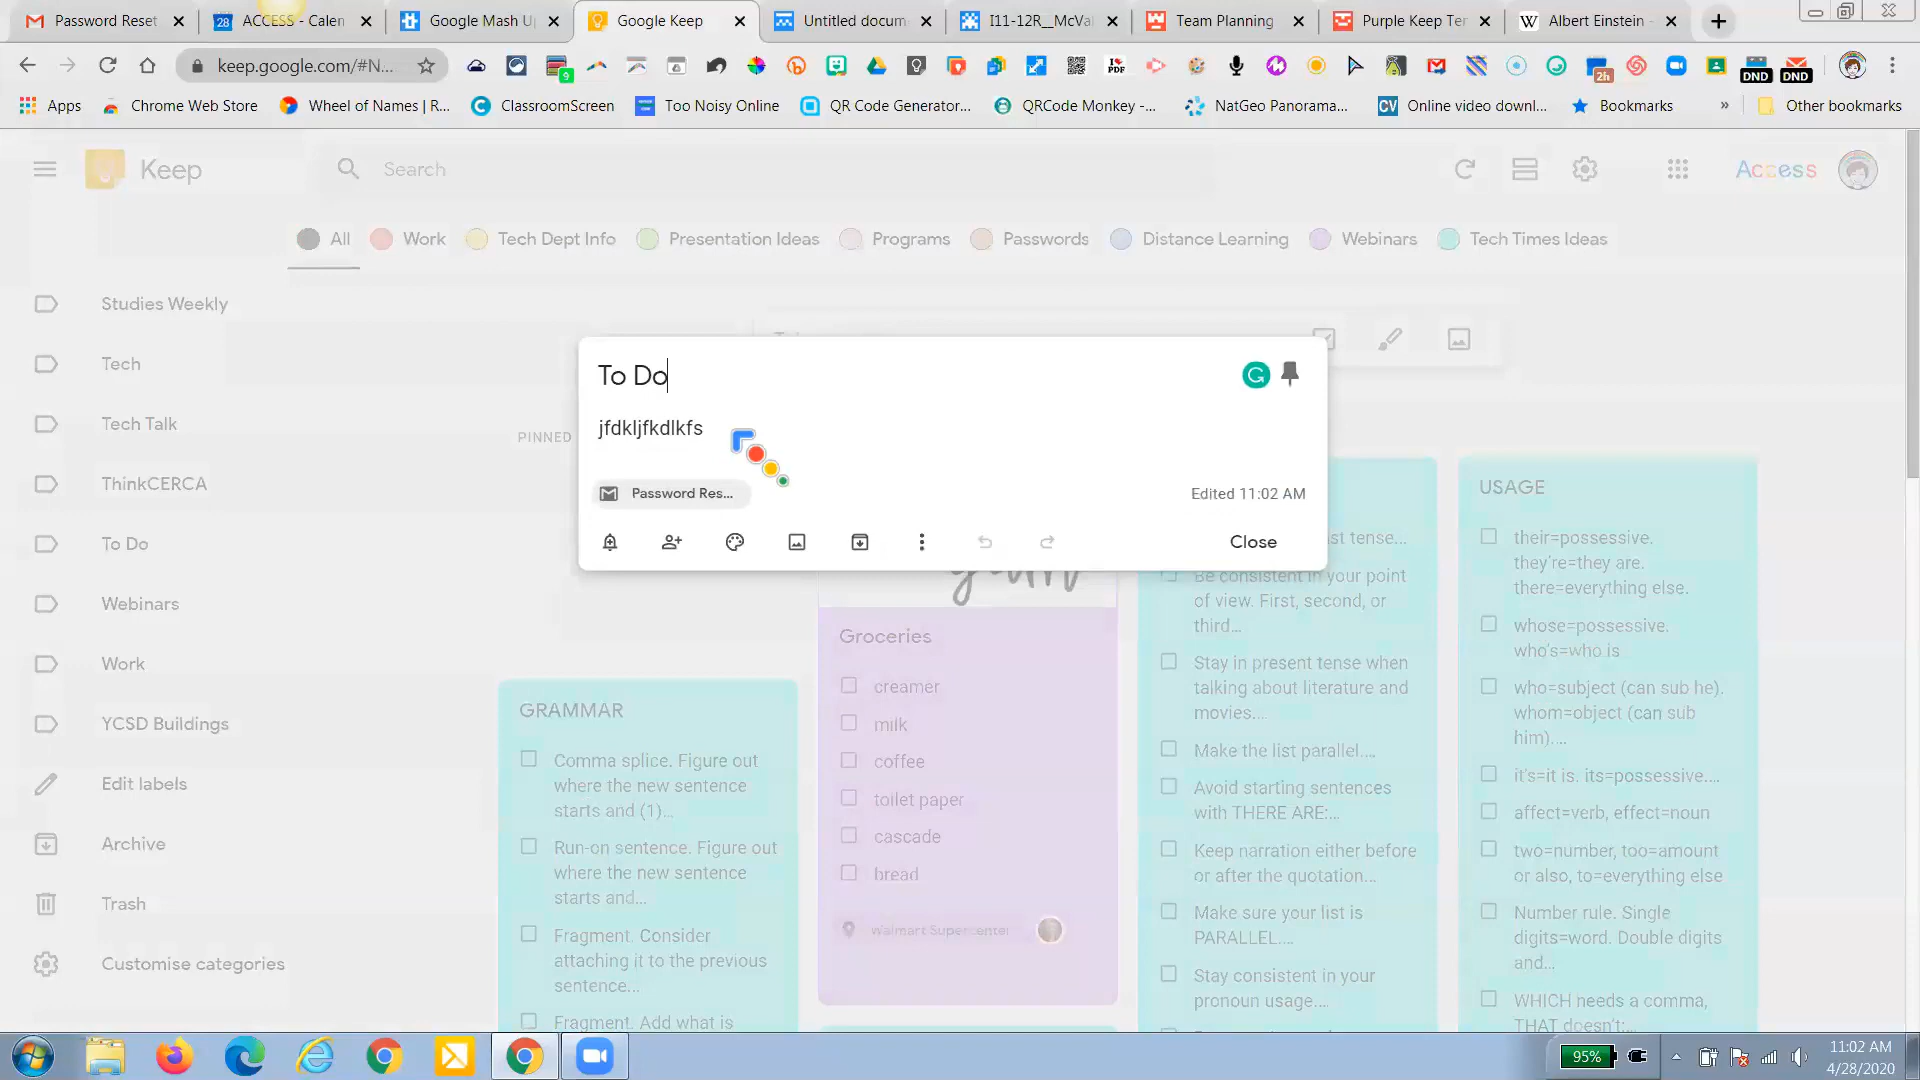 Password Reset
ACCESS - Calen
Google Mash U
Google Keep
Untitled docum
I11-12R__McVa
Team Planning
Purple Keep Te
Albert Einstein -
keep.google.com/#N...
9
2h
DND
DND
Apps
Chrome Web Store
Wheel of Names | R...
ClassroomScreen
Too Noisy Online
QR Code Generator...
QRCode Monkey -...
NatGeo Panorama...
CV
Online video downl...
Bookmarks
»
Other bookmarks
Keep
Search
Access
All
Work
Tech Dept Info
Presentation Ideas
Programs
Passwords
Distance Learning
Webinars
Tech Times Ideas
Studies Weekly
Tech
Tech Talk
ThinkCERCA
To Do
Webinars
Work
YCSD Buildings
Edit labels
Archive
Trash
Customise categories
PINNED
To Do
jfdkljfkdlkfs
Password Res...
Edited 11:02 AM
Close
GRAMMAR
Comma splice. Figure out
where the new sentence
starts and (1)...
Run-on sentence. Figure out
where the new sentence
starts and...
Fragment. Consider
attaching it to the previous
sentence...
Fragment. Add what is
Groceries
creamer
milk
coffee
toilet paper
cascade
bread
Walmart Supercenter
st tense...
Be consistent in your point
of view. First, second, or
third...
Stay in present tense when
talking about literature and
movies....
Make the list parallel....
Avoid starting sentences
with THERE ARE:...
Keep narration either before
or after the quotation...
Make sure your list is
PARALLEL....
Stay consistent in your
pronoun usage....
USAGE
their=possessive.
they're=they are.
there=everything else.
whose=possessive.
who's=who is
who=subject (can sub he).
whom=object (can sub
him)....
it's=it is. its=possessive....
affect=verb, effect=noun
two=number, too=amount
or also, to=everything else
Number rule. Single
digits=word. Double digits
and...
WHICH needs a comma,
THAT doesn't:...
95%
11:02 AM
4/28/2020